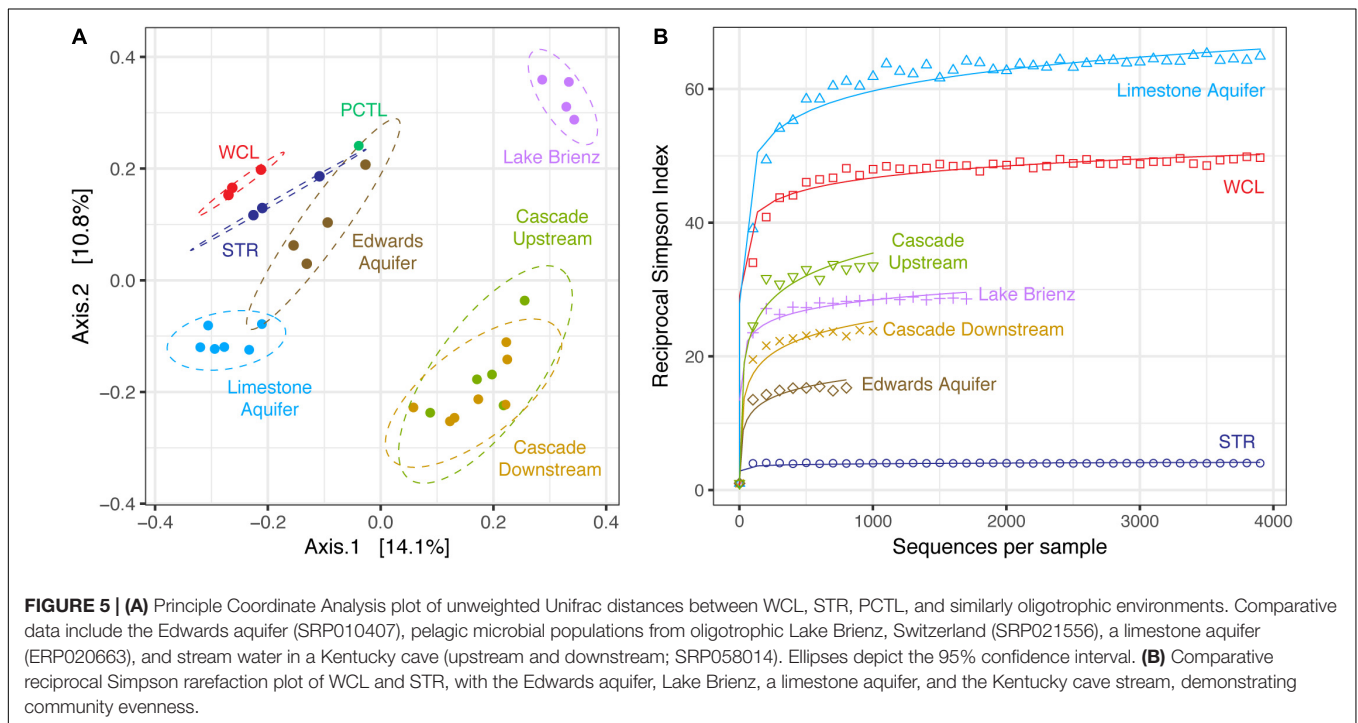 A
B
0.4
0.2
0.0
−0.2
−0.4
Axis.2 [10.8%]
−0.4
−0.2
0.0
0.2
0.4
Axis.1 [14.1%]
WCL
PCTL
STR
Edwards
Aquifer
Lake Brienz
Cascade
Upstream
Limestone
Aquifer
Cascade
Downstream
60
40
20
0
Reciprocal Simpson Index
0
1000
2000
3000
4000
Sequences per sample
Limestone Aquifer
WCL
Cascade
Upstream
Lake Brienz
Cascade Downstream
Edwards Aquifer
STR
FIGURE 5 | (A) Principle Coordinate Analysis plot of unweighted Unifrac distances between WCL, STR, PCTL, and similarly oligotrophic environments. Comparative
data include the Edwards aquifer (SRP010407), pelagic microbial populations from oligotrophic Lake Brienz, Switzerland (SRP021556), a limestone aquifer
(ERP020663), and stream water in a Kentucky cave (upstream and downstream; SRP058014). Ellipses depict the 95% confidence interval. (B) Comparative
reciprocal Simpson rarefaction plot of WCL and STR, with the Edwards aquifer, Lake Brienz, a limestone aquifer, and the Kentucky cave stream, demonstrating
community evenness.